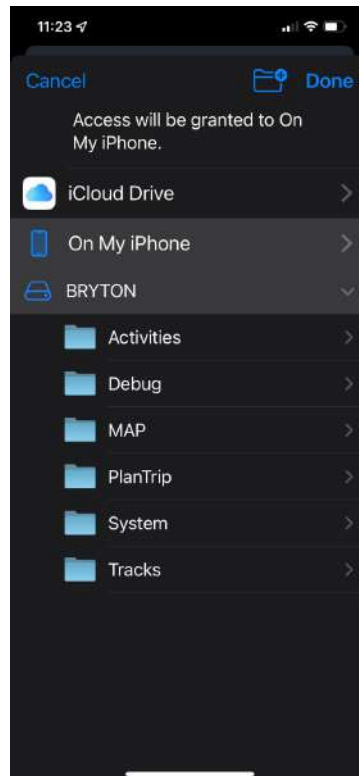 11:23
Cancel
Done
Access will be granted to On
My iPhone.
iCloud Drive
On My iPhone
BRYTON
Activities
Debug
MAP
PlanTrip
System
Tracks